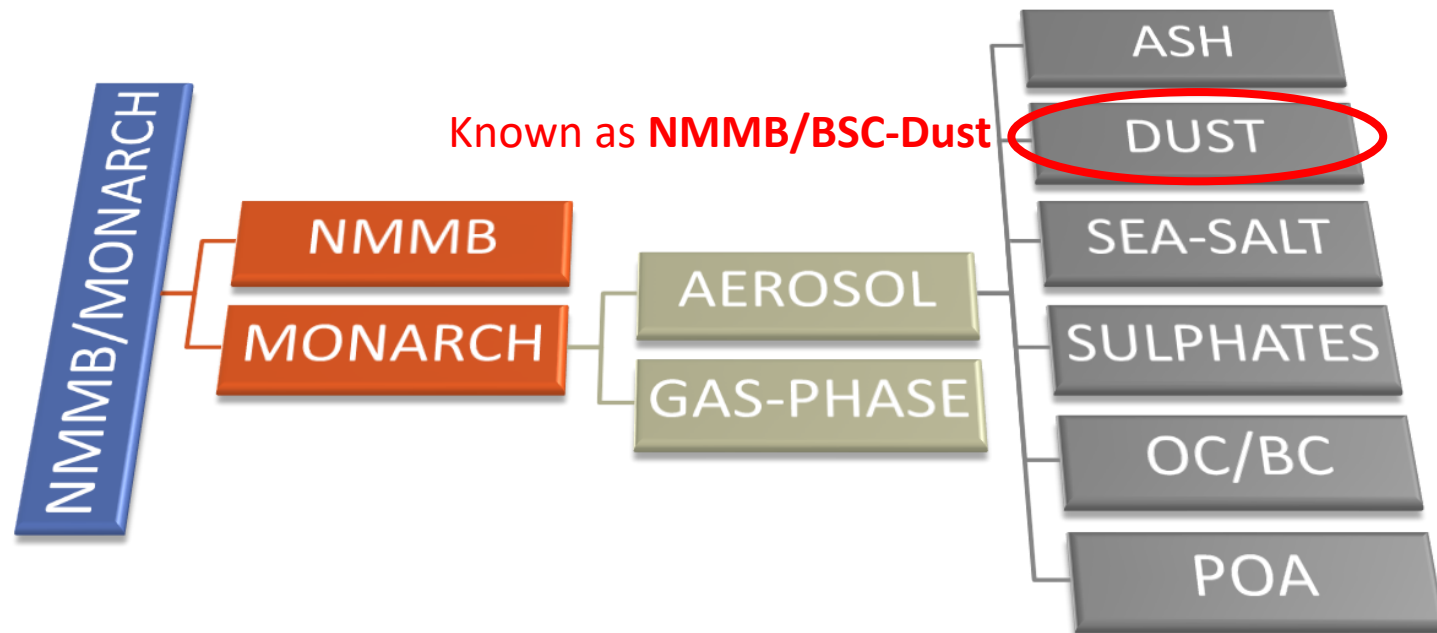 NMMB/MONARCH
NMMB
MONARCH
AEROSOL
GAS-PHASE
ASH
Known as NMMB/BSC-Dust
DUST
SEA-SALT
SULPHATES
OC/BC
POA